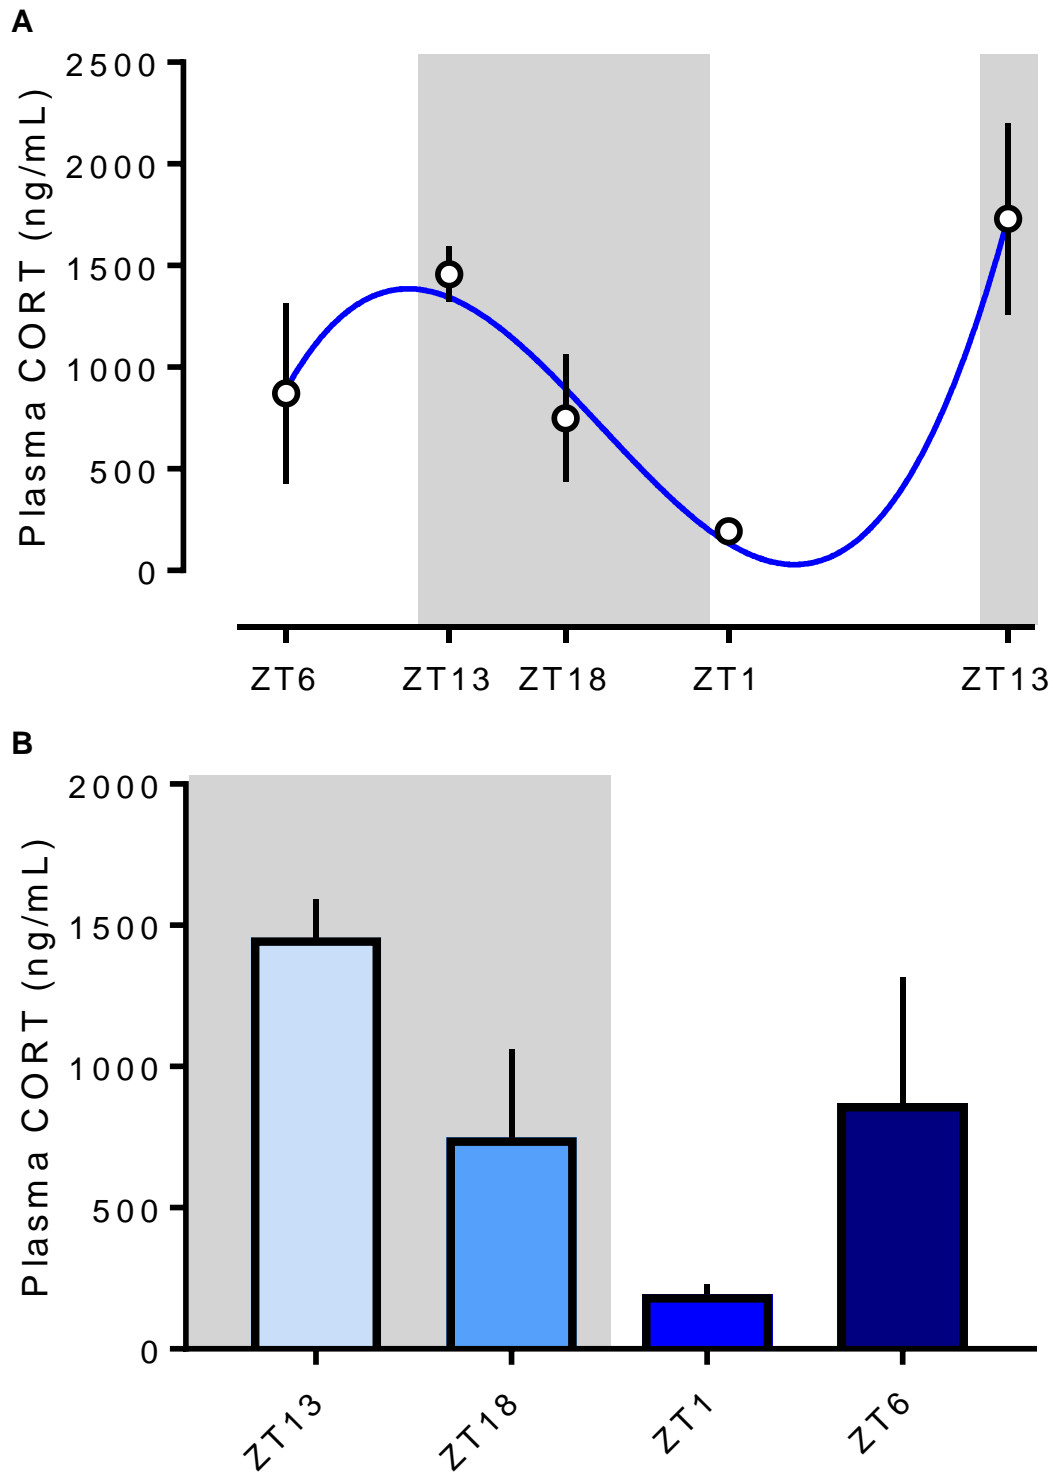 A
Plasma CORT (ng/mL)
2500
2000
1500
1000
500
0
ZT6 ZT13 ZT18 ZT1 ZT13
B
Plasma CORT (ng/mL)
2000
1500
1000
500
0
ZT13 ZT18 ZT1 ZT6